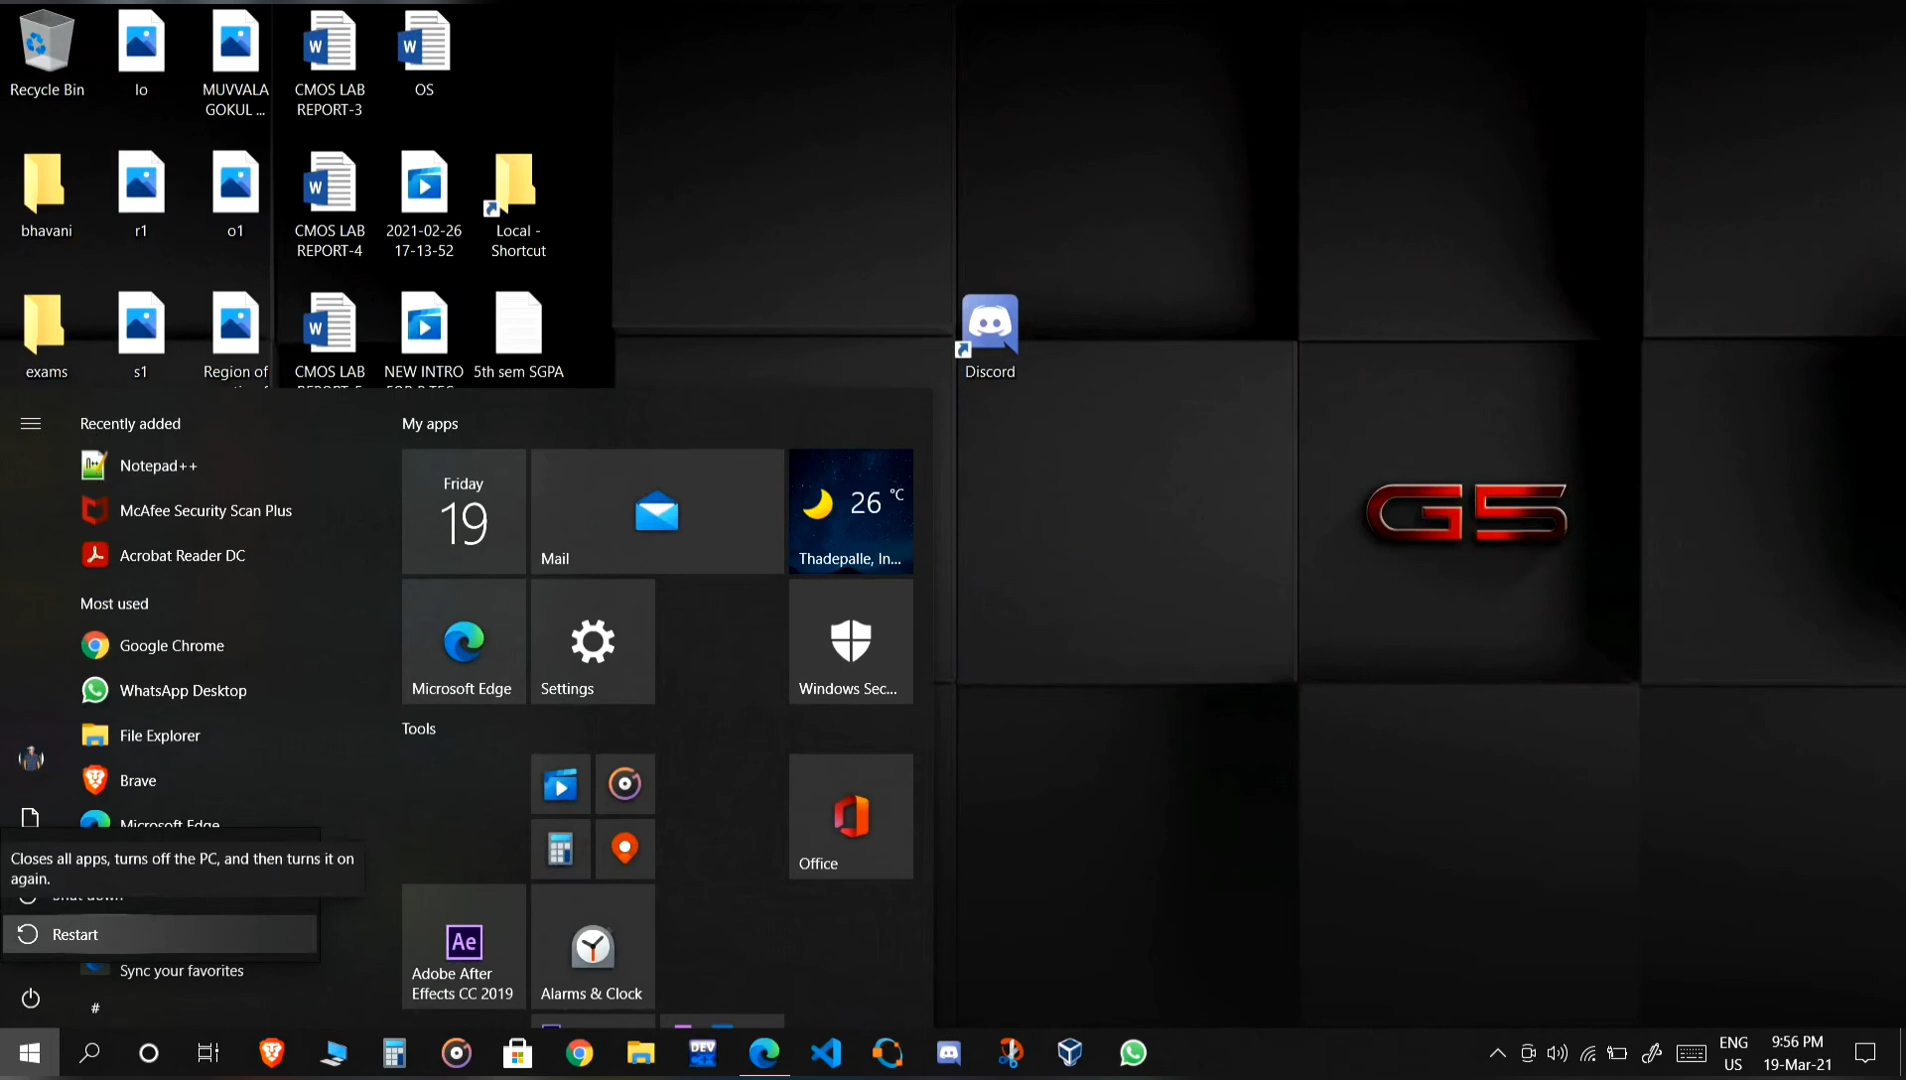 Recycle Bin
lo
MUVVALA
GOKUL ...
CMOS LAB
REPORT-3
OS
bhavani
r1
o1
CMOS LAB
REPORT-4
2021-02-26
17-13-52
Local -
Shortcut
exams
s1
Region of
CMOS LAB
NEW INTRO
5th sem SGPA
Discord
G5
Recently added
Notepad++
McAfee Security Scan Plus
Acrobat Reader DC
Most used
Google Chrome
WhatsApp Desktop
File Explorer
Brave
Microsoft Edge
Closes all apps, turns off the PC, and then turns it on
again.
Shut down
Restart
Sync your favorites
#
My apps
Friday
19
Mail
26 °C
Thadepalle, In...
Microsoft Edge
Settings
Windows Sec...
Tools
Office
Ae
Adobe After
Effects CC 2019
Alarms & Clock
DEV
ENG
US
9:56 PM
19-Mar-21